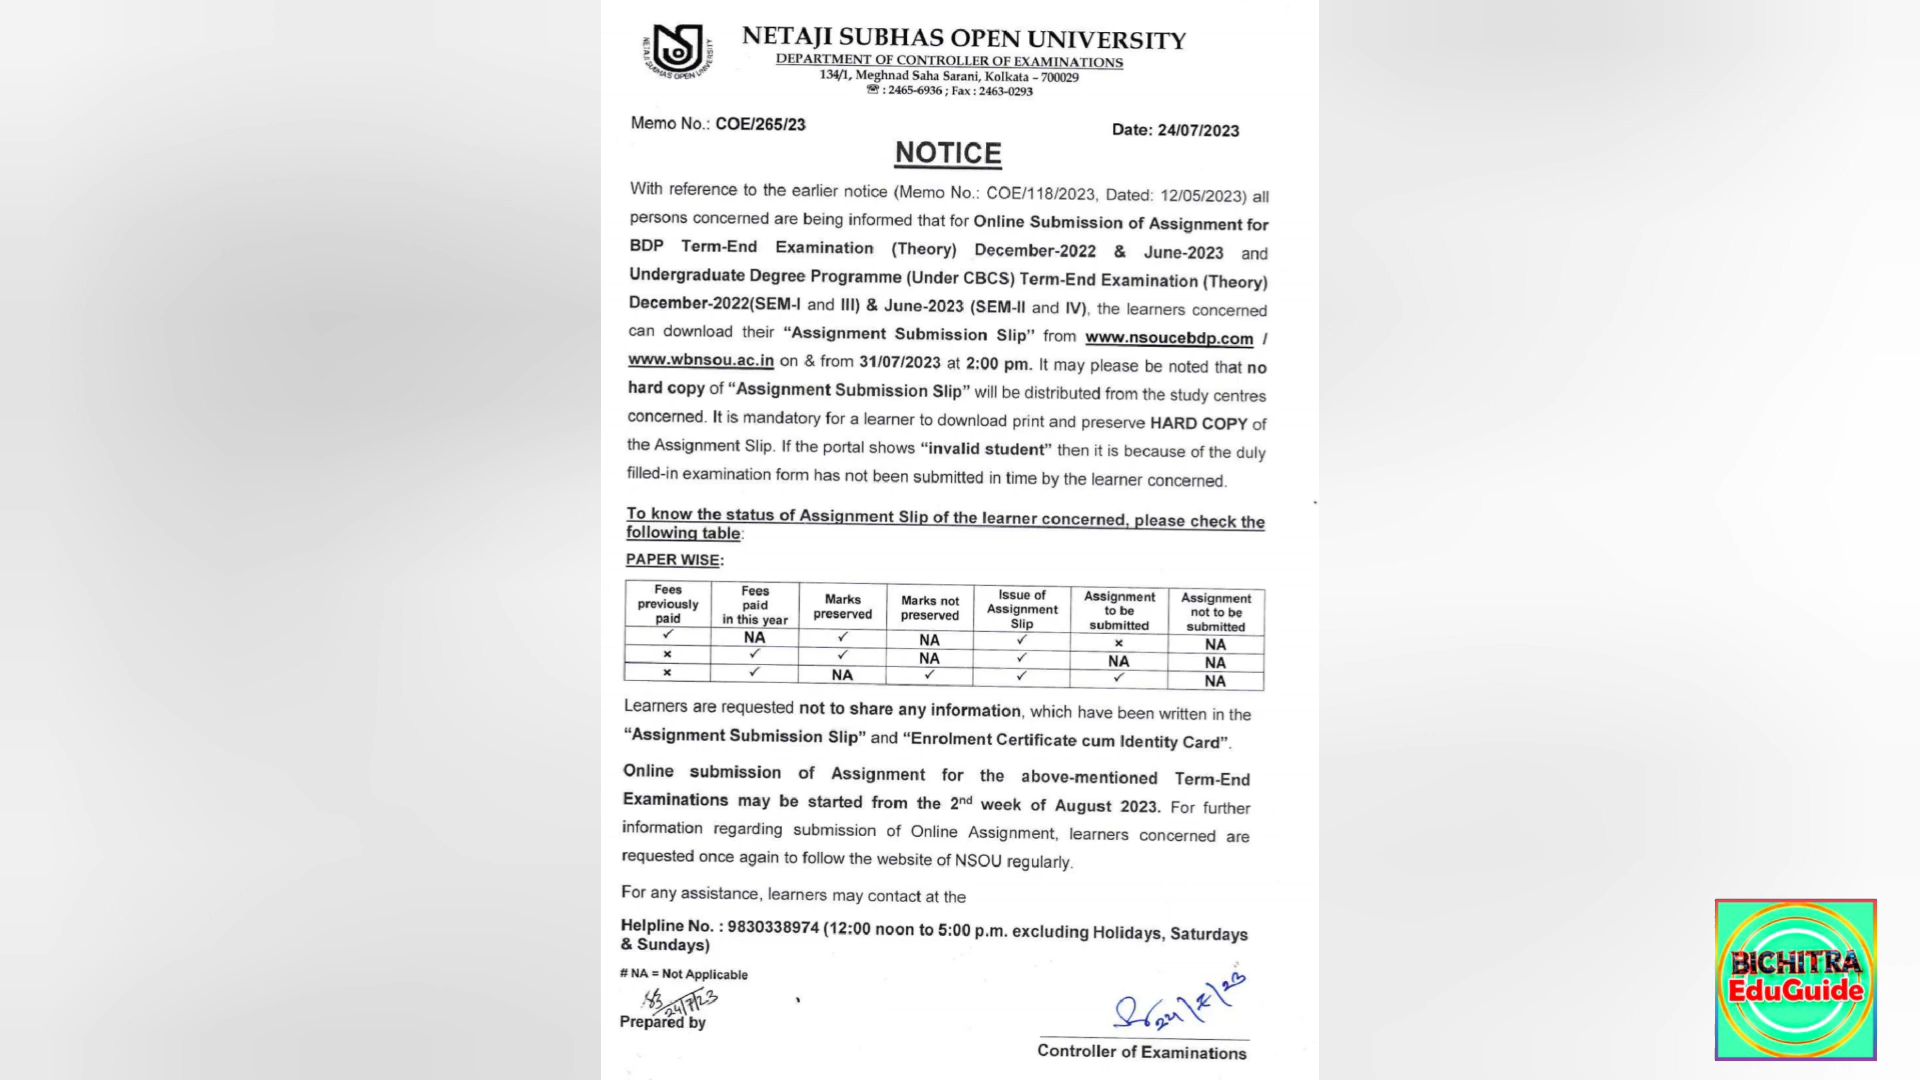 NETAJI SUBHAS OPEN UNIVERSITY
DEPARTMENT OF CONTROLLER OF EXAMINATIONS
134/1, Meghnad Saha Sarani, Kolkata – 700029
☏ : 2465-6936 ; Fax : 2463-0293
NETAJI SUBHAS OPEN UNIVERSITY
Memo No.: COE/265/23
Date: 24/07/2023
NOTICE
With reference to the earlier notice (Memo No.: COE/118/2023, Dated: 12/05/2023) all
persons concerned are being informed that for Online Submission of Assignment for
BDP Term-End Examination (Theory) December-2022 & June-2023 and
Undergraduate Degree Programme (Under CBCS) Term-End Examination (Theory)
December-2022(SEM-I and III) & June-2023 (SEM-II and IV), the learners concerned
can download their “Assignment Submission Slip” from www.nsoucebdp.com /
www.wbnsou.ac.in on & from 31/07/2023 at 2:00 pm. It may please be noted that no
hard copy of “Assignment Submission Slip” will be distributed from the study centres
concerned. It is mandatory for a learner to download print and preserve HARD COPY of
the Assignment Slip. If the portal shows “invalid student” then it is because of the duly
filled-in examination form has not been submitted in time by the learner concerned.
To know the status of Assignment Slip of the learner concerned, please check the
following table:
PAPER WISE:
Fees previously paid | Fees paid in this year | Marks preserved | Marks not preserved | Issue of Assignment Slip | Assignment to be submitted | Assignment not to be submitted
✓ | NA | ✓ | NA | ✓ | × | NA
× | ✓ | ✓ | NA | ✓ | NA | NA
× | ✓ | NA | ✓ | ✓ | ✓ | NA
Learners are requested not to share any information, which have been written in the
“Assignment Submission Slip” and “Enrolment Certificate cum Identity Card”.
Online submission of Assignment for the above-mentioned Term-End
Examinations may be started from the 2nd week of August 2023. For further
information regarding submission of Online Assignment, learners concerned are
requested once again to follow the website of NSOU regularly.
For any assistance, learners may contact at the
Helpline No. : 9830338974 (12:00 noon to 5:00 p.m. excluding Holidays, Saturdays
& Sundays)
# NA = Not Applicable
24/7/23
Prepared by
24/7/23
Controller of Examinations
BICHITRA
EduGuide